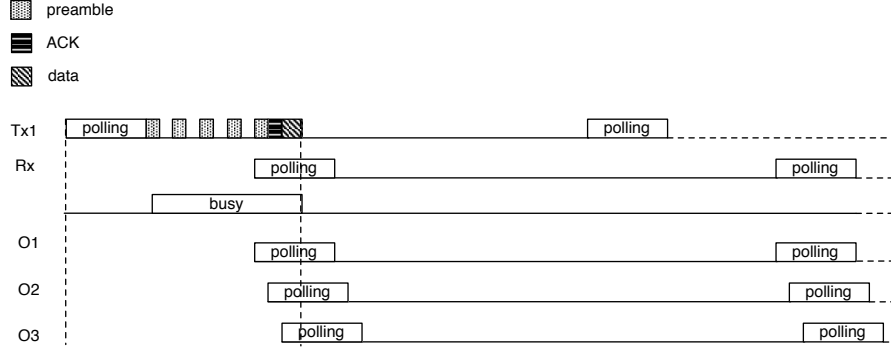 preamble
ACK
data
Tx1 polling polling
Rx polling polling
busy
O1 polling polling
O2 polling polling
O3 polling polling